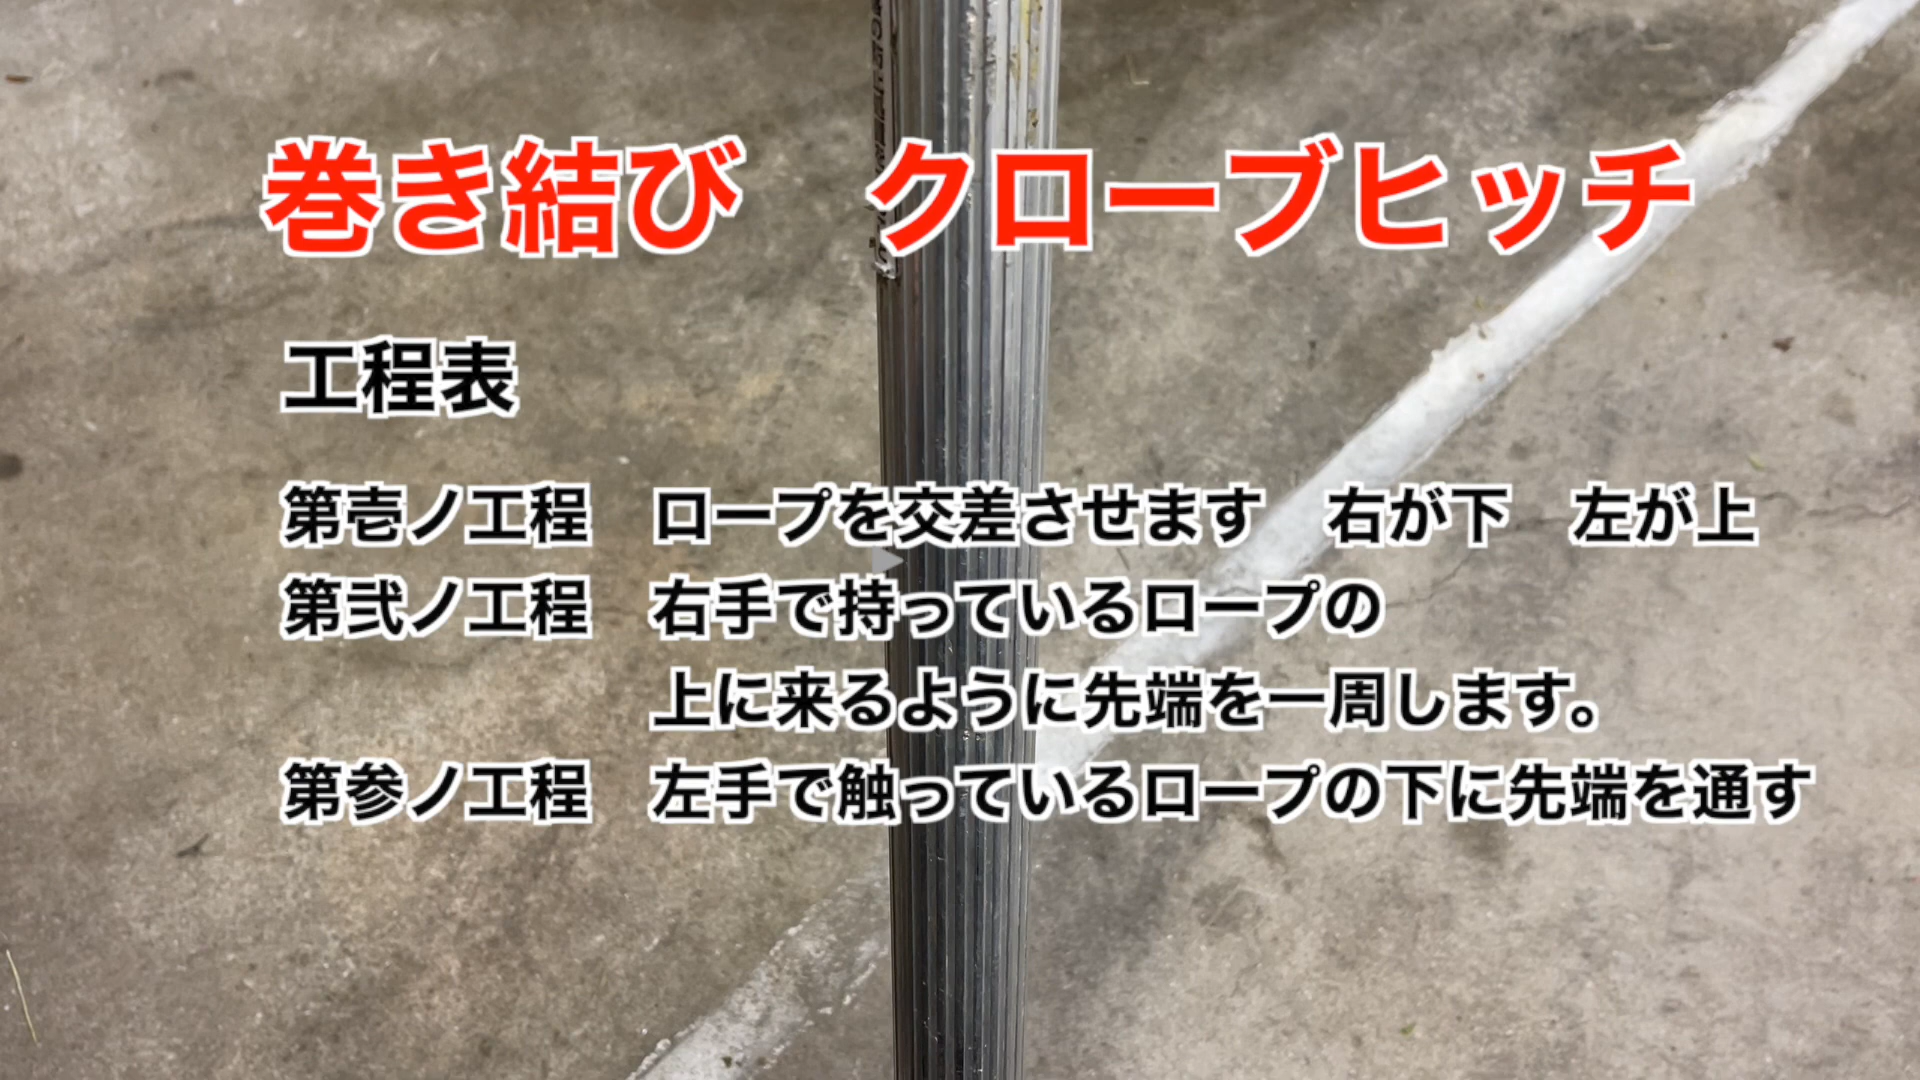 巻き結び　クローブヒッチ
工程表
第壱ノ工程　ロープを交差させます　右が下　左が上
第弐ノ工程　右手で持っているロープの
上に来るように先端を一周します。
第参ノ工程　左手で触っているロープの下に先端を通す